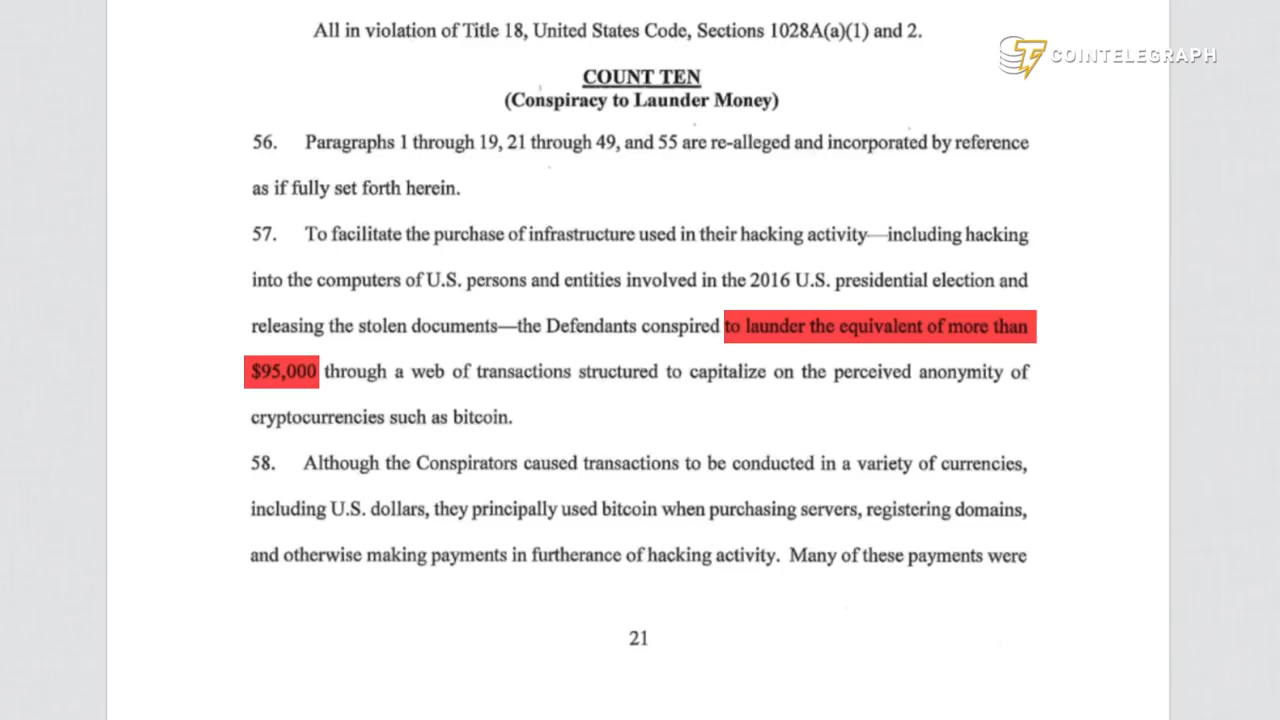 All in violation of Title 18, United States Code, Sections 1028A(a)(1) and 2.
COINTELEGRAPH
COUNT TEN
(Conspiracy to Launder Money)
56. Paragraphs 1 through 19, 21 through 49, and 55 are re-alleged and incorporated by reference
as if fully set forth herein.
57. To facilitate the purchase of infrastructure used in their hacking activity—including hacking
into the computers of U.S. persons and entities involved in the 2016 U.S. presidential election and
releasing the stolen documents—the Defendants conspired to launder the equivalent of more than
$95,000 through a web of transactions structured to capitalize on the perceived anonymity of
cryptocurrencies such as bitcoin.
58. Although the Conspirators caused transactions to be conducted in a variety of currencies,
including U.S. dollars, they principally used bitcoin when purchasing servers, registering domains,
and otherwise making payments in furtherance of hacking activity. Many of these payments were
21